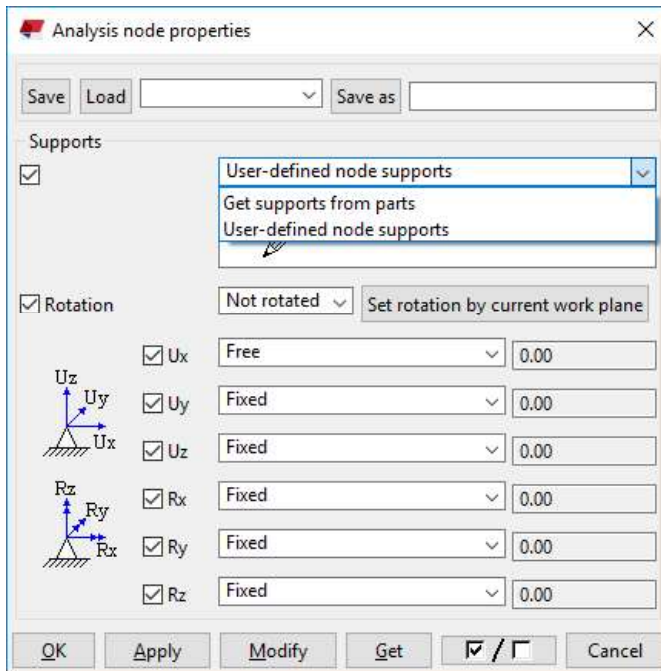 Analysis node properties
Save Load Save as
Supports
User-defined node supports
Get supports from parts
User-defined node supports
Rotation Not rotated Set rotation by current work plane
Uz
Uy
Ux
Ux Free 0.00
Uy Fixed 0.00
Uz Fixed 0.00
Rz
Ry
Rx
Rx Fixed 0.00
Ry Fixed 0.00
Rz Fixed 0.00
OK Apply Modify Get / Cancel